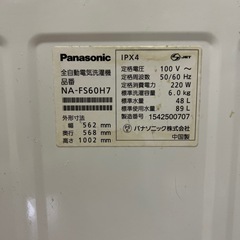 Panasonic
全自動電気洗濯機
品番
NA-FS60H7
外形寸法
幅 562 mm
奥行 568 mm
高さ 1002 mm
IPX4
JET
定格電圧 100 V ~
定格周波数 50/60 Hz
定格消費電力 220 W
標準洗濯容量 6.0 kg
標準水量 48 L
標準使用水量 89 L
製造番号 1542500707
パナソニック株式会社
中国製